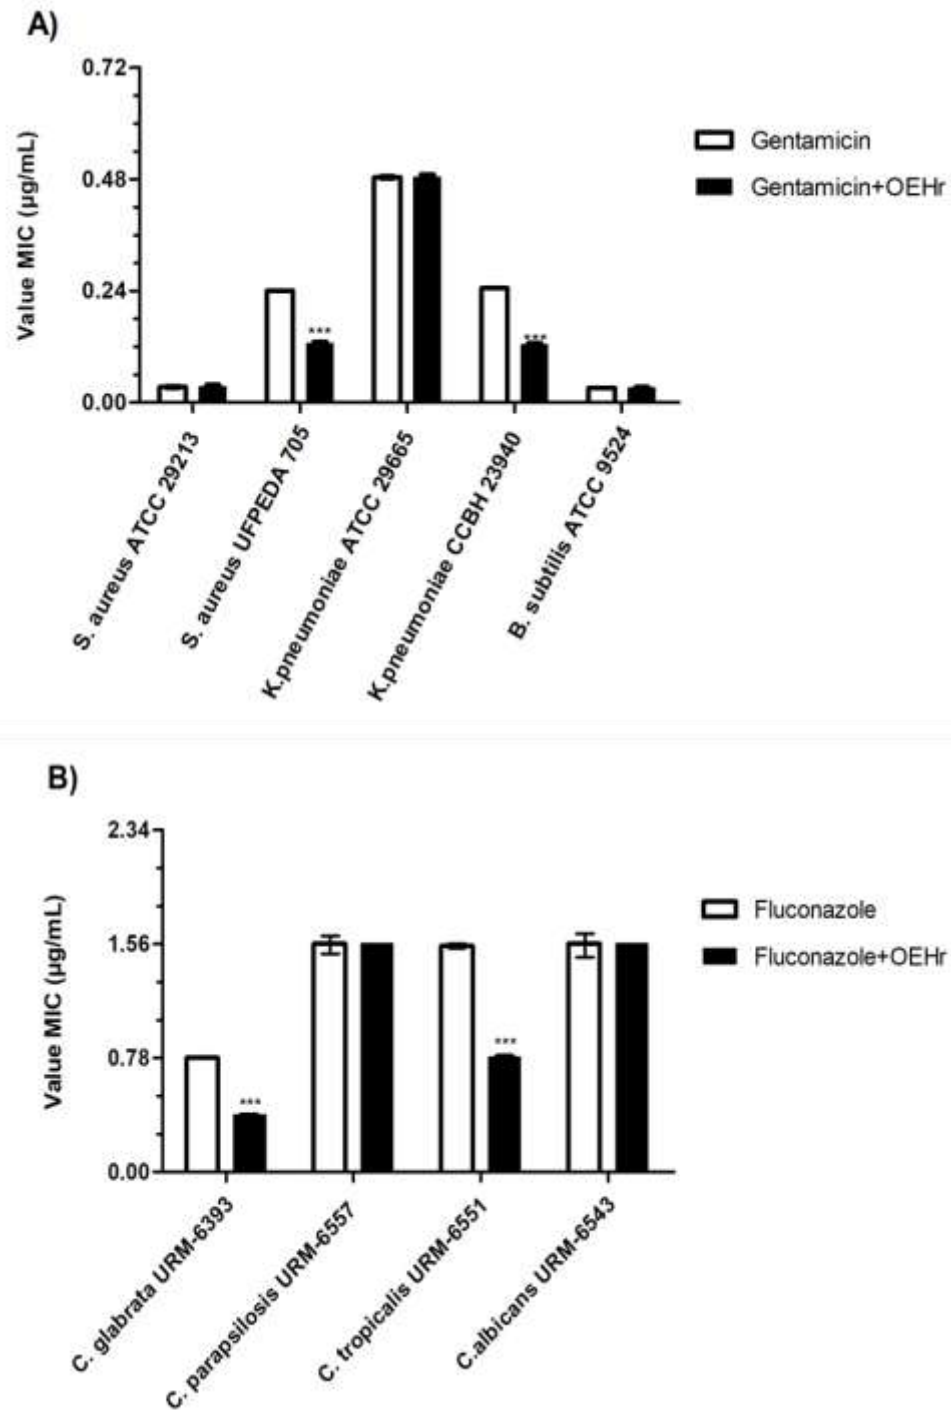 A)
0.72
0.48
0.24
0.00
Value MIC (µg/mL)
Gentamicin
Gentamicin+OEHr
***
***
S. aureus ATCC 29213
S. aureus UFPEDA 705
K.pneumoniae ATCC 29665
K.pneumoniae CCBH 23940
B. subtilis ATCC 9524
B)
2.34
1.56
0.78
0.00
Value MIC (µg/mL)
Fluconazole
Fluconazole+OEHr
***
***
C. glabrata URM-6393
C. parapsilosis URM-6557
C. tropicalis URM-6551
C.albicans URM-6543